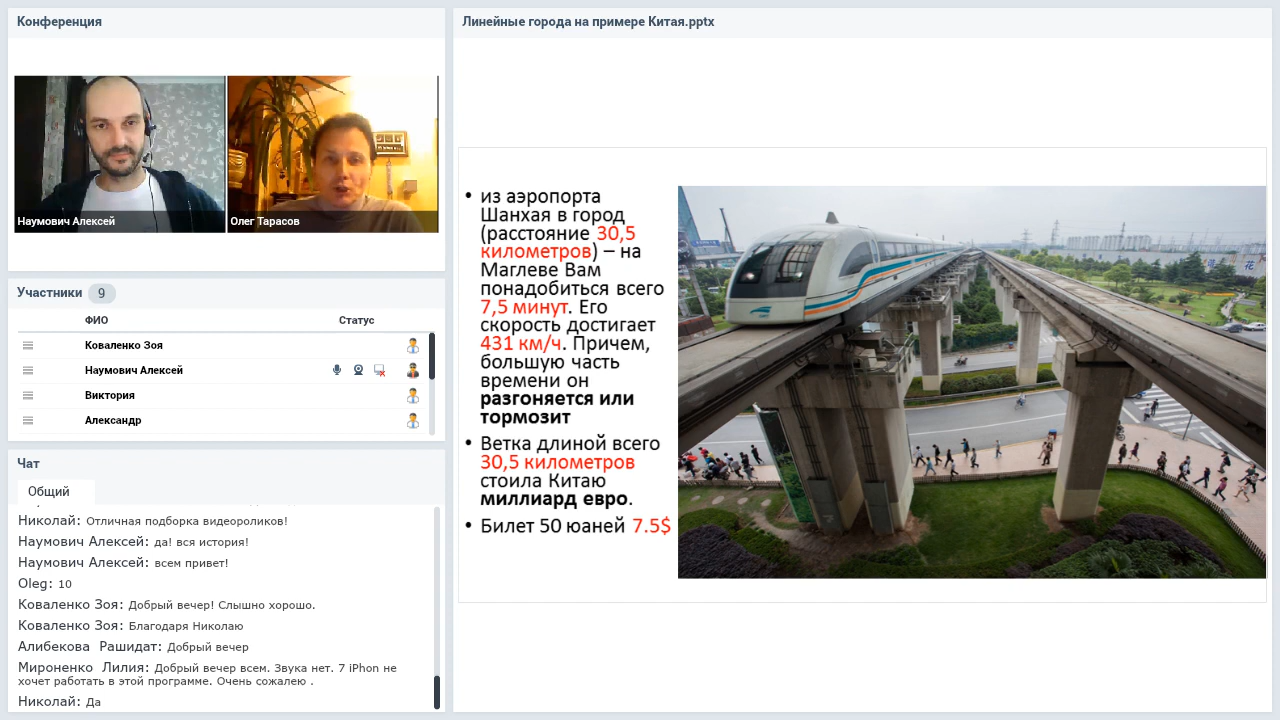 Конференция
Наумович Алексей
Олег Тарасов
Участники 9
ФИО Статус
Коваленко Зоя
Наумович Алексей
Виктория
Александр
Чат
Общий
Николай: Отличная подборка видеороликов!
Наумович Алексей: да! вся история!
Наумович Алексей: всем привет!
Oleg: 10
Коваленко Зоя: Добрый вечер! Слышно хорошо.
Коваленко Зоя: Благодаря Николаю
Алибекова Рашидат: Добрый вечер
Мироненко Лилия: Добрый вечер всем. Звука нет. 7 iPhon не
хочет работать в этой программе. Очень сожалею .
Николай: Да
Линейные города на примере Китая.pptx
• из аэропорта
Шанхая в город
(расстояние 30,5
километров) – на
Маглеве Вам
понадобиться всего
7,5 минут. Его
скорость достигает
431 км/ч. Причем,
большую часть
времени он
разгоняется или
тормозит
• Ветка длиной всего
30,5 километров
стоила Китаю
миллиард евро.
• Билет 50 юаней 7.5$